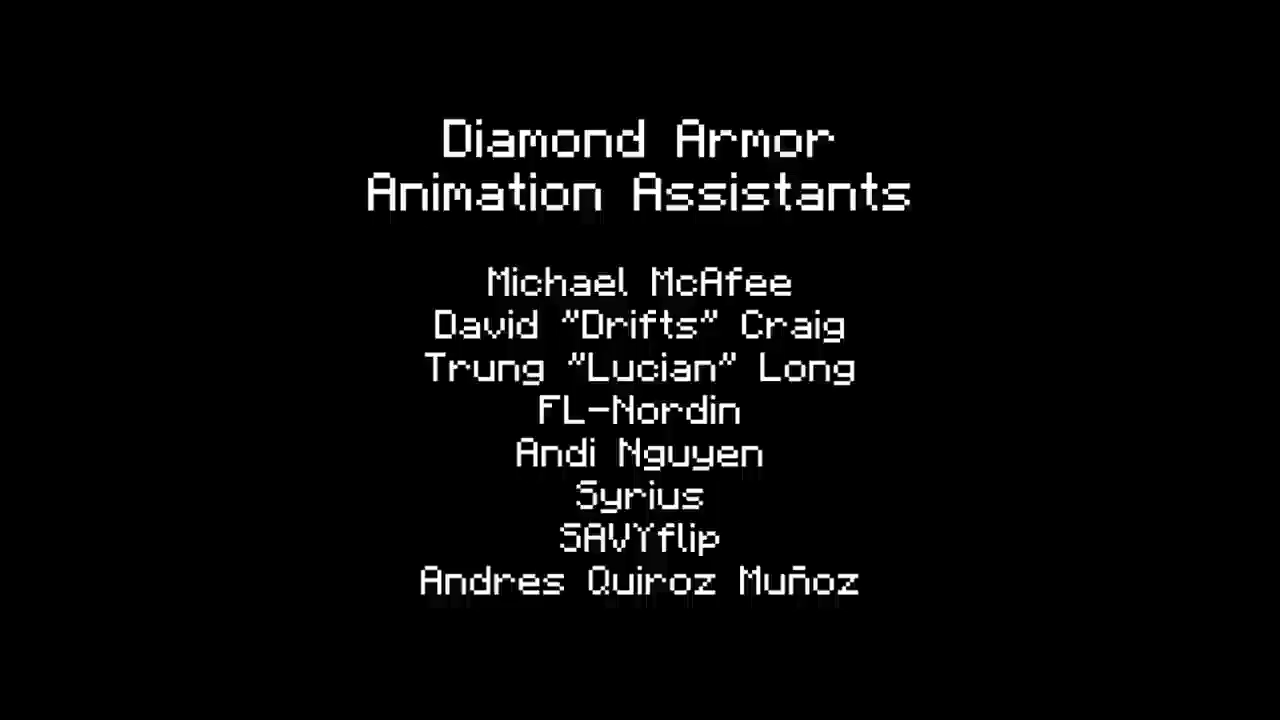 Diamond Armor
Animation Assistants
Michael McAfee
David "Drifts" Craig
Trung "Lucian" Long
FL-Nordin
Andi Nguyen
Syrius
SAVYflip
Andres Quiroz Muñoz